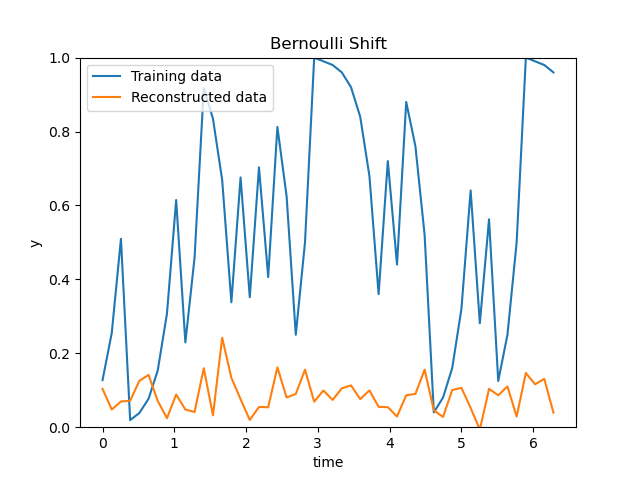 Bernoulli Shift
Training data
Reconstructed data
1.0
0.8
0.6
0.4
0.2
0.0
y
0 1 2 3 4 5 6
time